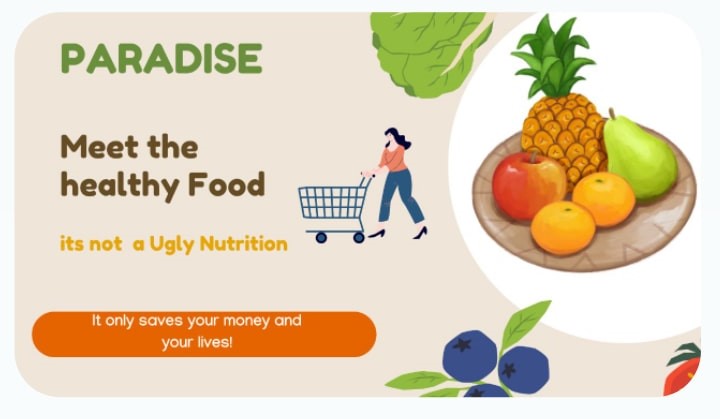 PARADISE
Meet the
healthy Food
its not a Ugly Nutrition
It only saves your money and
your lives!